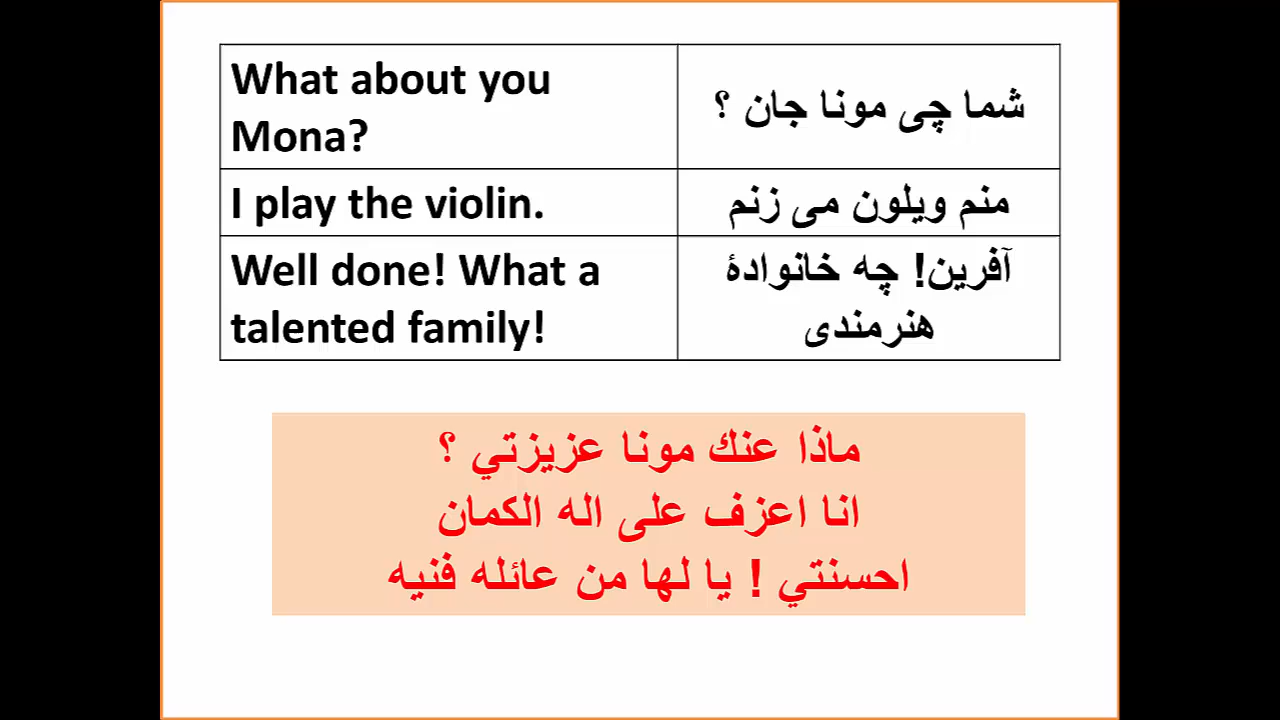 What about you
Mona?
شما چی مونا جان ؟
I play the violin.
منم ویلون می زنم
Well done! What a
talented family!
آفرین! چه خانوادۀ
هنرمندی
ماذا عنك مونا عزيزتي ؟
انا اعزف على اله الكمان
احسنتي ! يا لها من عائله فنيه